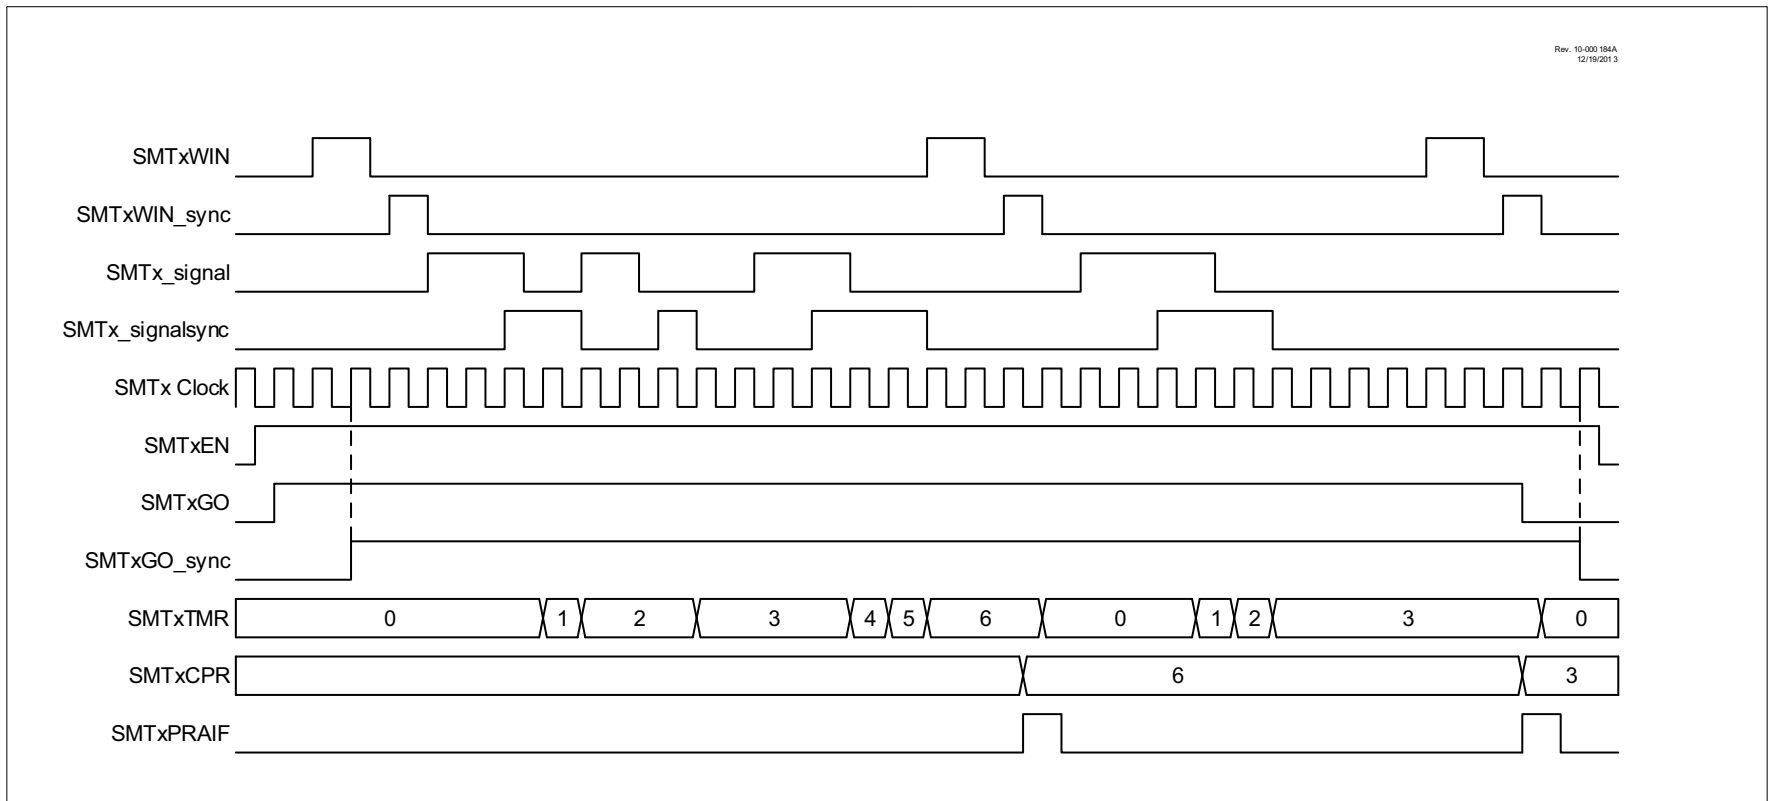 Rev. 10-000 184A
12/19/201 3
SMTxWIN
SMTxWIN_sync
SMTx_signal
SMTx_signalsync
SMTx Clock
SMTxEN
SMTxGO
SMTxGO_sync
SMTxTMR 0 1 2 3 4 5 6 0 1 2 3 0
SMTxCPR 6 3
SMTxPRAIF